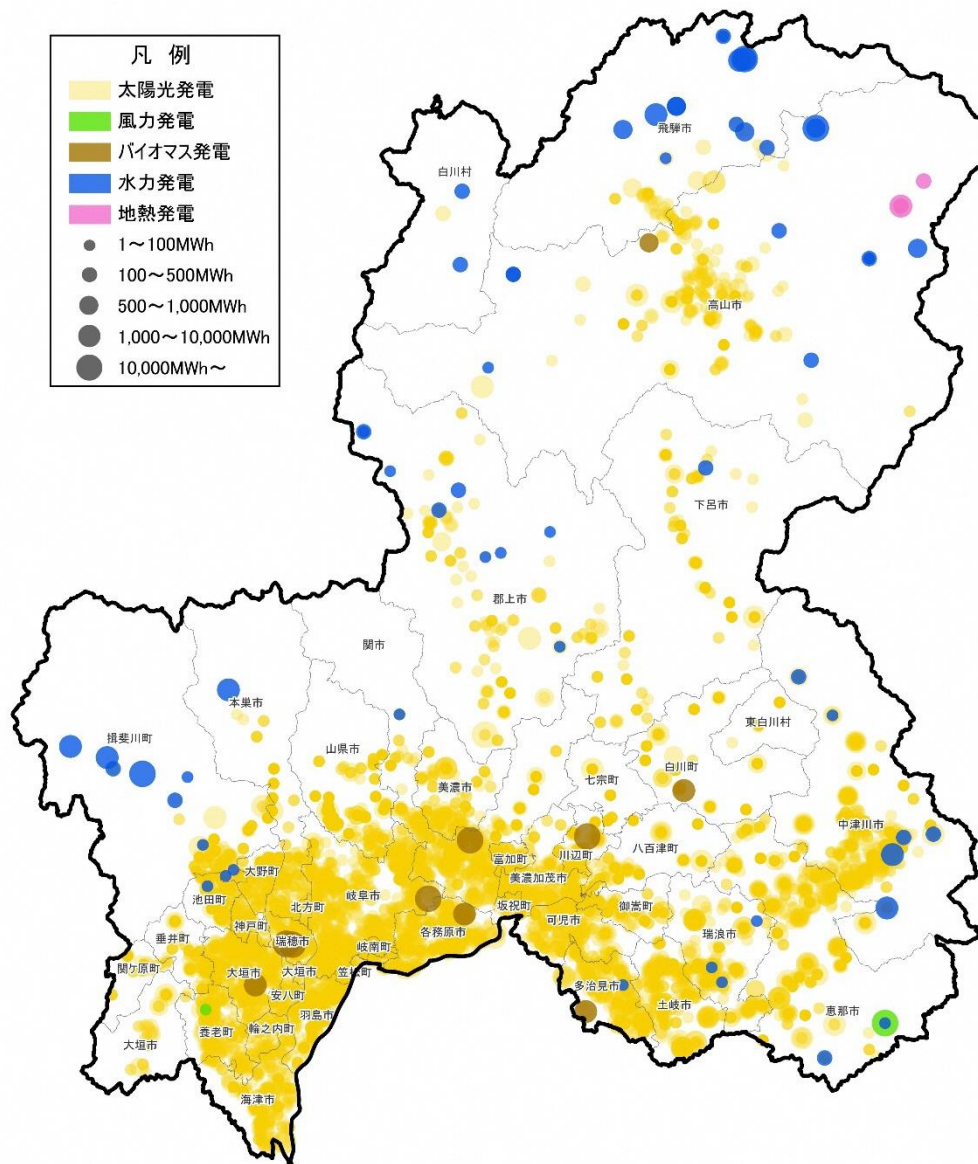 凡 例
太陽光発電
風力発電
バイオマス発電
水力発電
地熱発電
1～100MWh
100～500MWh
500～1,000MWh
1,000～10,000MWh
10,000MWh～
飛騨市
白川村
高山市
下呂市
郡上市
関市
本巣市
東白川村
揖斐川町
山県市
七宗町
白川町
美濃市
中津川市
富加町
川辺町
八百津町
大野町
美濃加茂市
池田町
岐阜市
北方町
坂祝町
御嵩町
可児市
神戸町
各務原市
瑞浪市
垂井町
瑞穂市
岐南町
関ケ原町
大垣市
大垣市
笠松町
多治見市
安八町
土岐市
羽島市
恵那市
養老町
輪之内町
大垣市
海津市